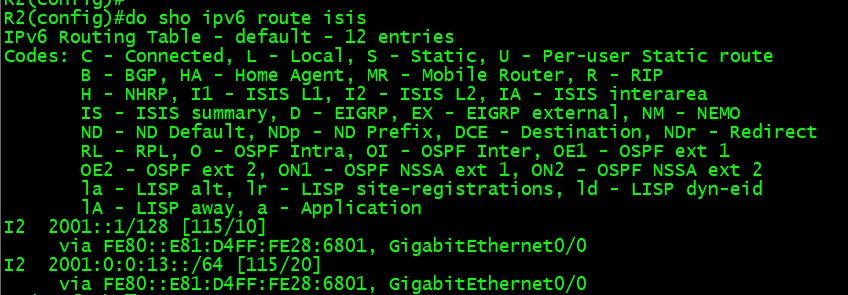 R2(config)#
R2(config)#do sho ipv6 route isis
IPv6 Routing Table - default - 12 entries
Codes: C - Connected, L - Local, S - Static, U - Per-user Static route
       B - BGP, HA - Home Agent, MR - Mobile Router, R - RIP
       H - NHRP, I1 - ISIS L1, I2 - ISIS L2, IA - ISIS interarea
       IS - ISIS summary, D - EIGRP, EX - EIGRP external, NM - NEMO
       ND - ND Default, NDp - ND Prefix, DCE - Destination, NDr - Redirect
       RL - RPL, O - OSPF Intra, OI - OSPF Inter, OE1 - OSPF ext 1
       OE2 - OSPF ext 2, ON1 - OSPF NSSA ext 1, ON2 - OSPF NSSA ext 2
       la - LISP alt, lr - LISP site-registrations, ld - LISP dyn-eid
       lA - LISP away, a - Application
I2  2001::1/128 [115/10]
     via FE80::E81:D4FF:FE28:6801, GigabitEthernet0/0
I2  2001:0:0:13::/64 [115/20]
     via FE80::E81:D4FF:FE28:6801, GigabitEthernet0/0